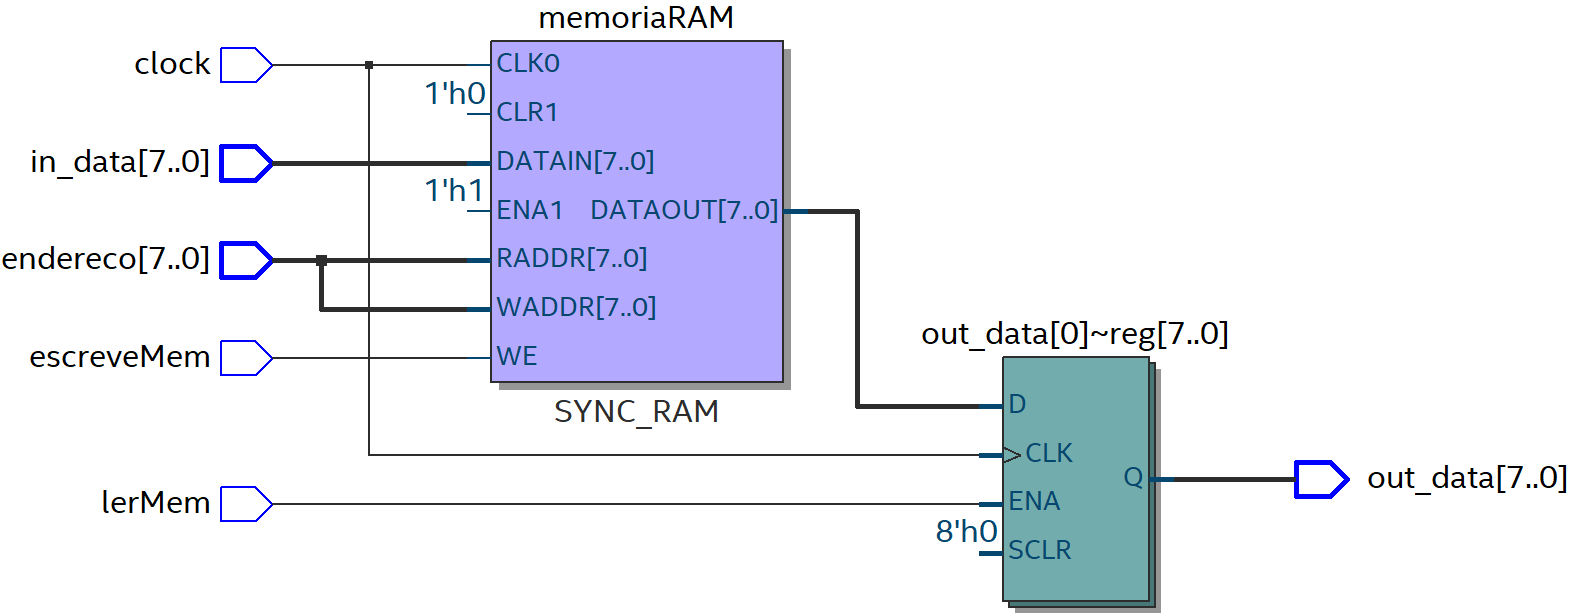 memoriaRAM
clock
CLK0
1'h0
CLR1
in_data[7..0]
DATAIN[7..0]
1'h1
ENA1 DATAOUT[7..0]
endereco[7..0]
RADDR[7..0]
WADDR[7..0]
escreveMem
WE
SYNC_RAM
out_data[0]~reg[7..0]
D
CLK
Q
out_data[7..0]
lerMem
ENA
8'h0
SCLR